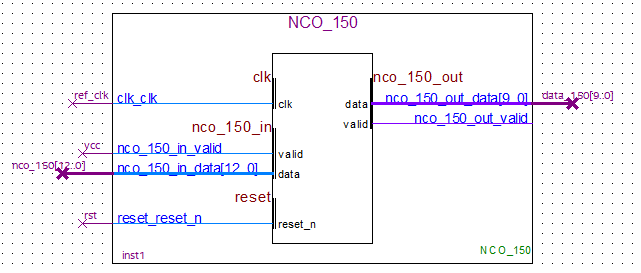 NCO_150
clk nco_150_out
ref_clk clk_clk clk data nco_150_out_data[9..0] data_150[9..0]
nco_150_in valid nco_150_out_valid
vcc nco_150_in_valid valid
nco_150[12..0] nco_150_in_data[12..0] data
reset
rst reset_reset_n reset_n
inst1 NCO_150